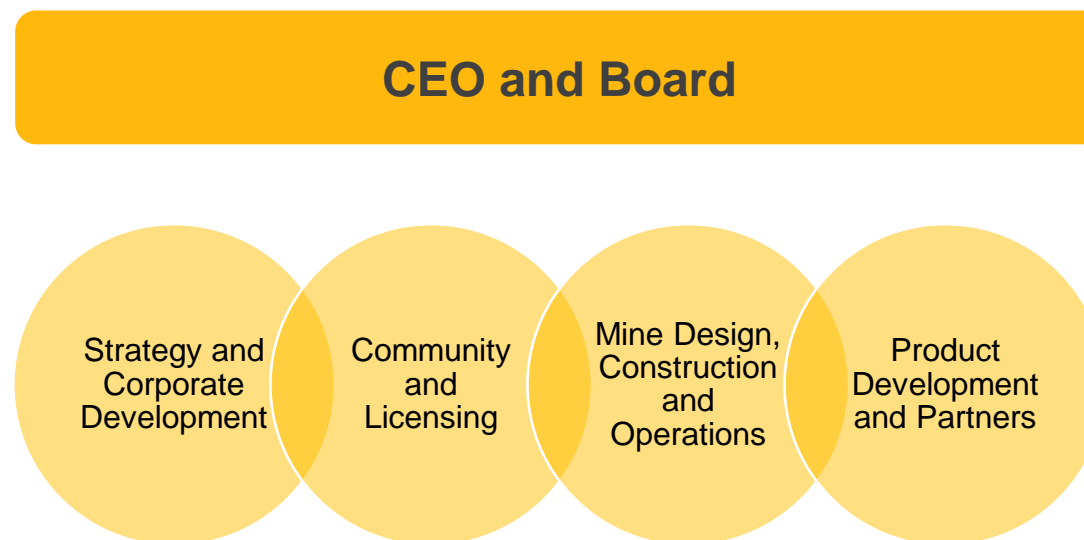 CEO and Board
Strategy and
Corporate
Development
Community
and
Licensing
Mine Design,
Construction
and
Operations
Product
Development
and Partners